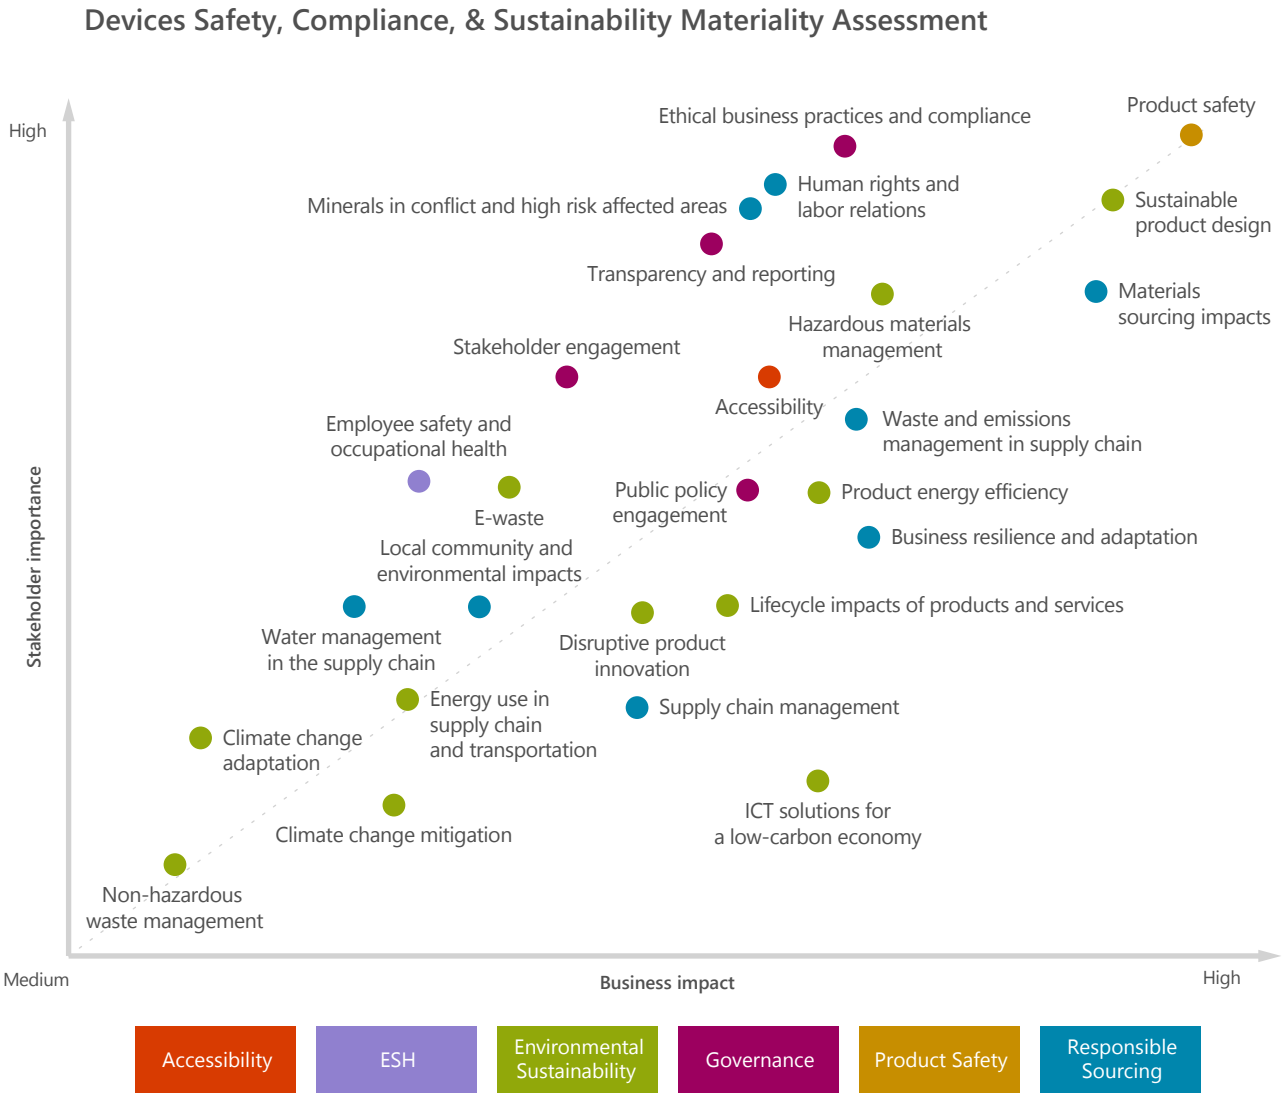 Devices Safety, Compliance, & Sustainability Materiality Assessment
High
Ethical business practices and compliance
Product safety
Human rights and
labor relations
Minerals in conflict and high risk affected areas
Sustainable
product design
Transparency and reporting
Materials
sourcing impacts
Hazardous materials
management
Stakeholder engagement
Accessibility
Employee safety and
occupational health
Waste and emissions
management in supply chain
Public policy
engagement
Product energy efficiency
E-waste
Business resilience and adaptation
Local community and
environmental impacts
Stakeholder importance
Lifecycle impacts of products and services
Water management
in the supply chain
Disruptive product
innovation
Energy use in
supply chain
and transportation
Supply chain management
Climate change
adaptation
ICT solutions for
a low-carbon economy
Climate change mitigation
Non-hazardous
waste management
Medium
Business impact
High
Accessibility
ESH
Environmental
Sustainability
Governance
Product Safety
Responsible
Sourcing